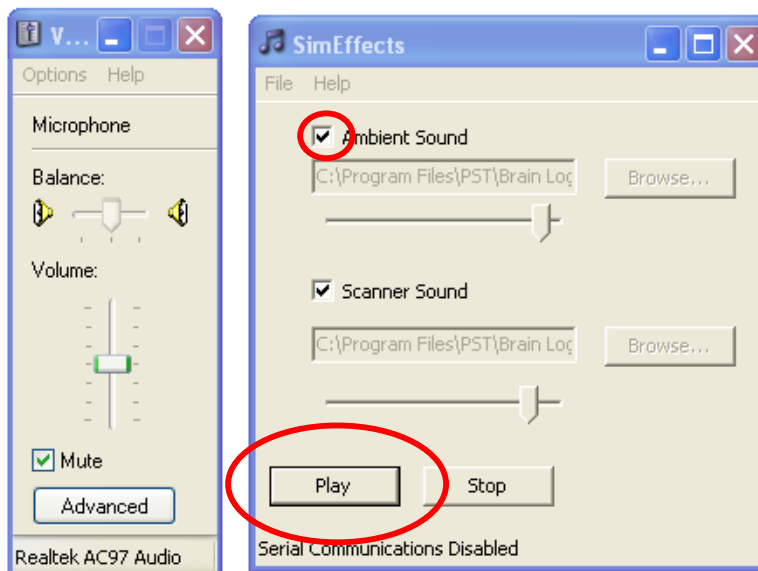 V...
Options Help
Microphone
Balance:
Volume:
Mute
Advanced
Realtek AC97 Audio
SimEffects
File Help
Ambient Sound
C:\Program Files\PST\Brain Log
Browse...
Scanner Sound
C:\Program Files\PST\Brain Log
Browse...
Play Stop
Serial Communications Disabled